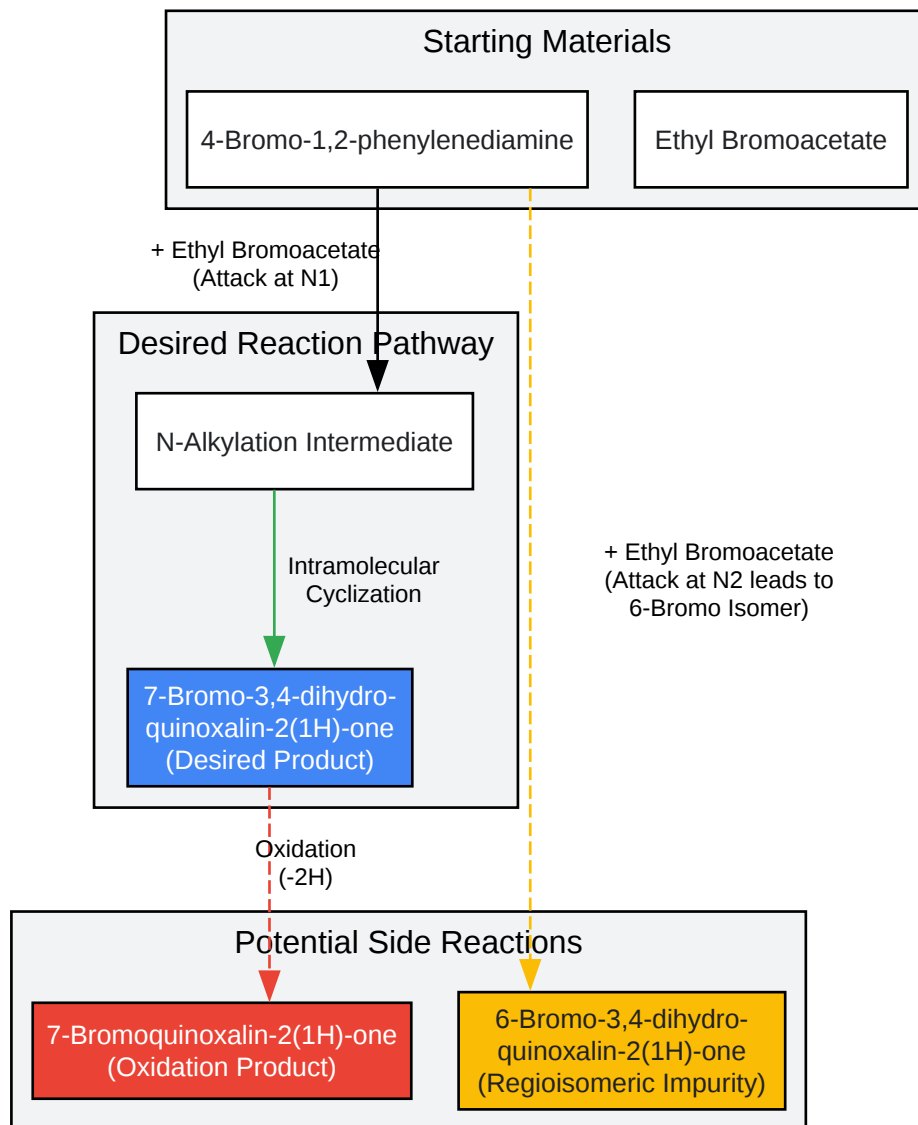 Starting Materials
4-Bromo-1,2-phenylenediamine
Ethyl Bromoacetate
+ Ethyl Bromoacetate
(Attack at N1)
Desired Reaction Pathway
N-Alkylation Intermediate
Intramolecular
Cyclization
+ Ethyl Bromoacetate
(Attack at N2 leads to
6-Bromo Isomer)
7-Bromo-3,4-dihydro-
quinoxalin-2(1H)-one
(Desired Product)
Oxidation
(-2H)
Potential Side Reactions
7-Bromoquinoxalin-2(1H)-one
(Oxidation Product)
6-Bromo-3,4-dihydro-
quinoxalin-2(1H)-one
(Regioisomeric Impurity)